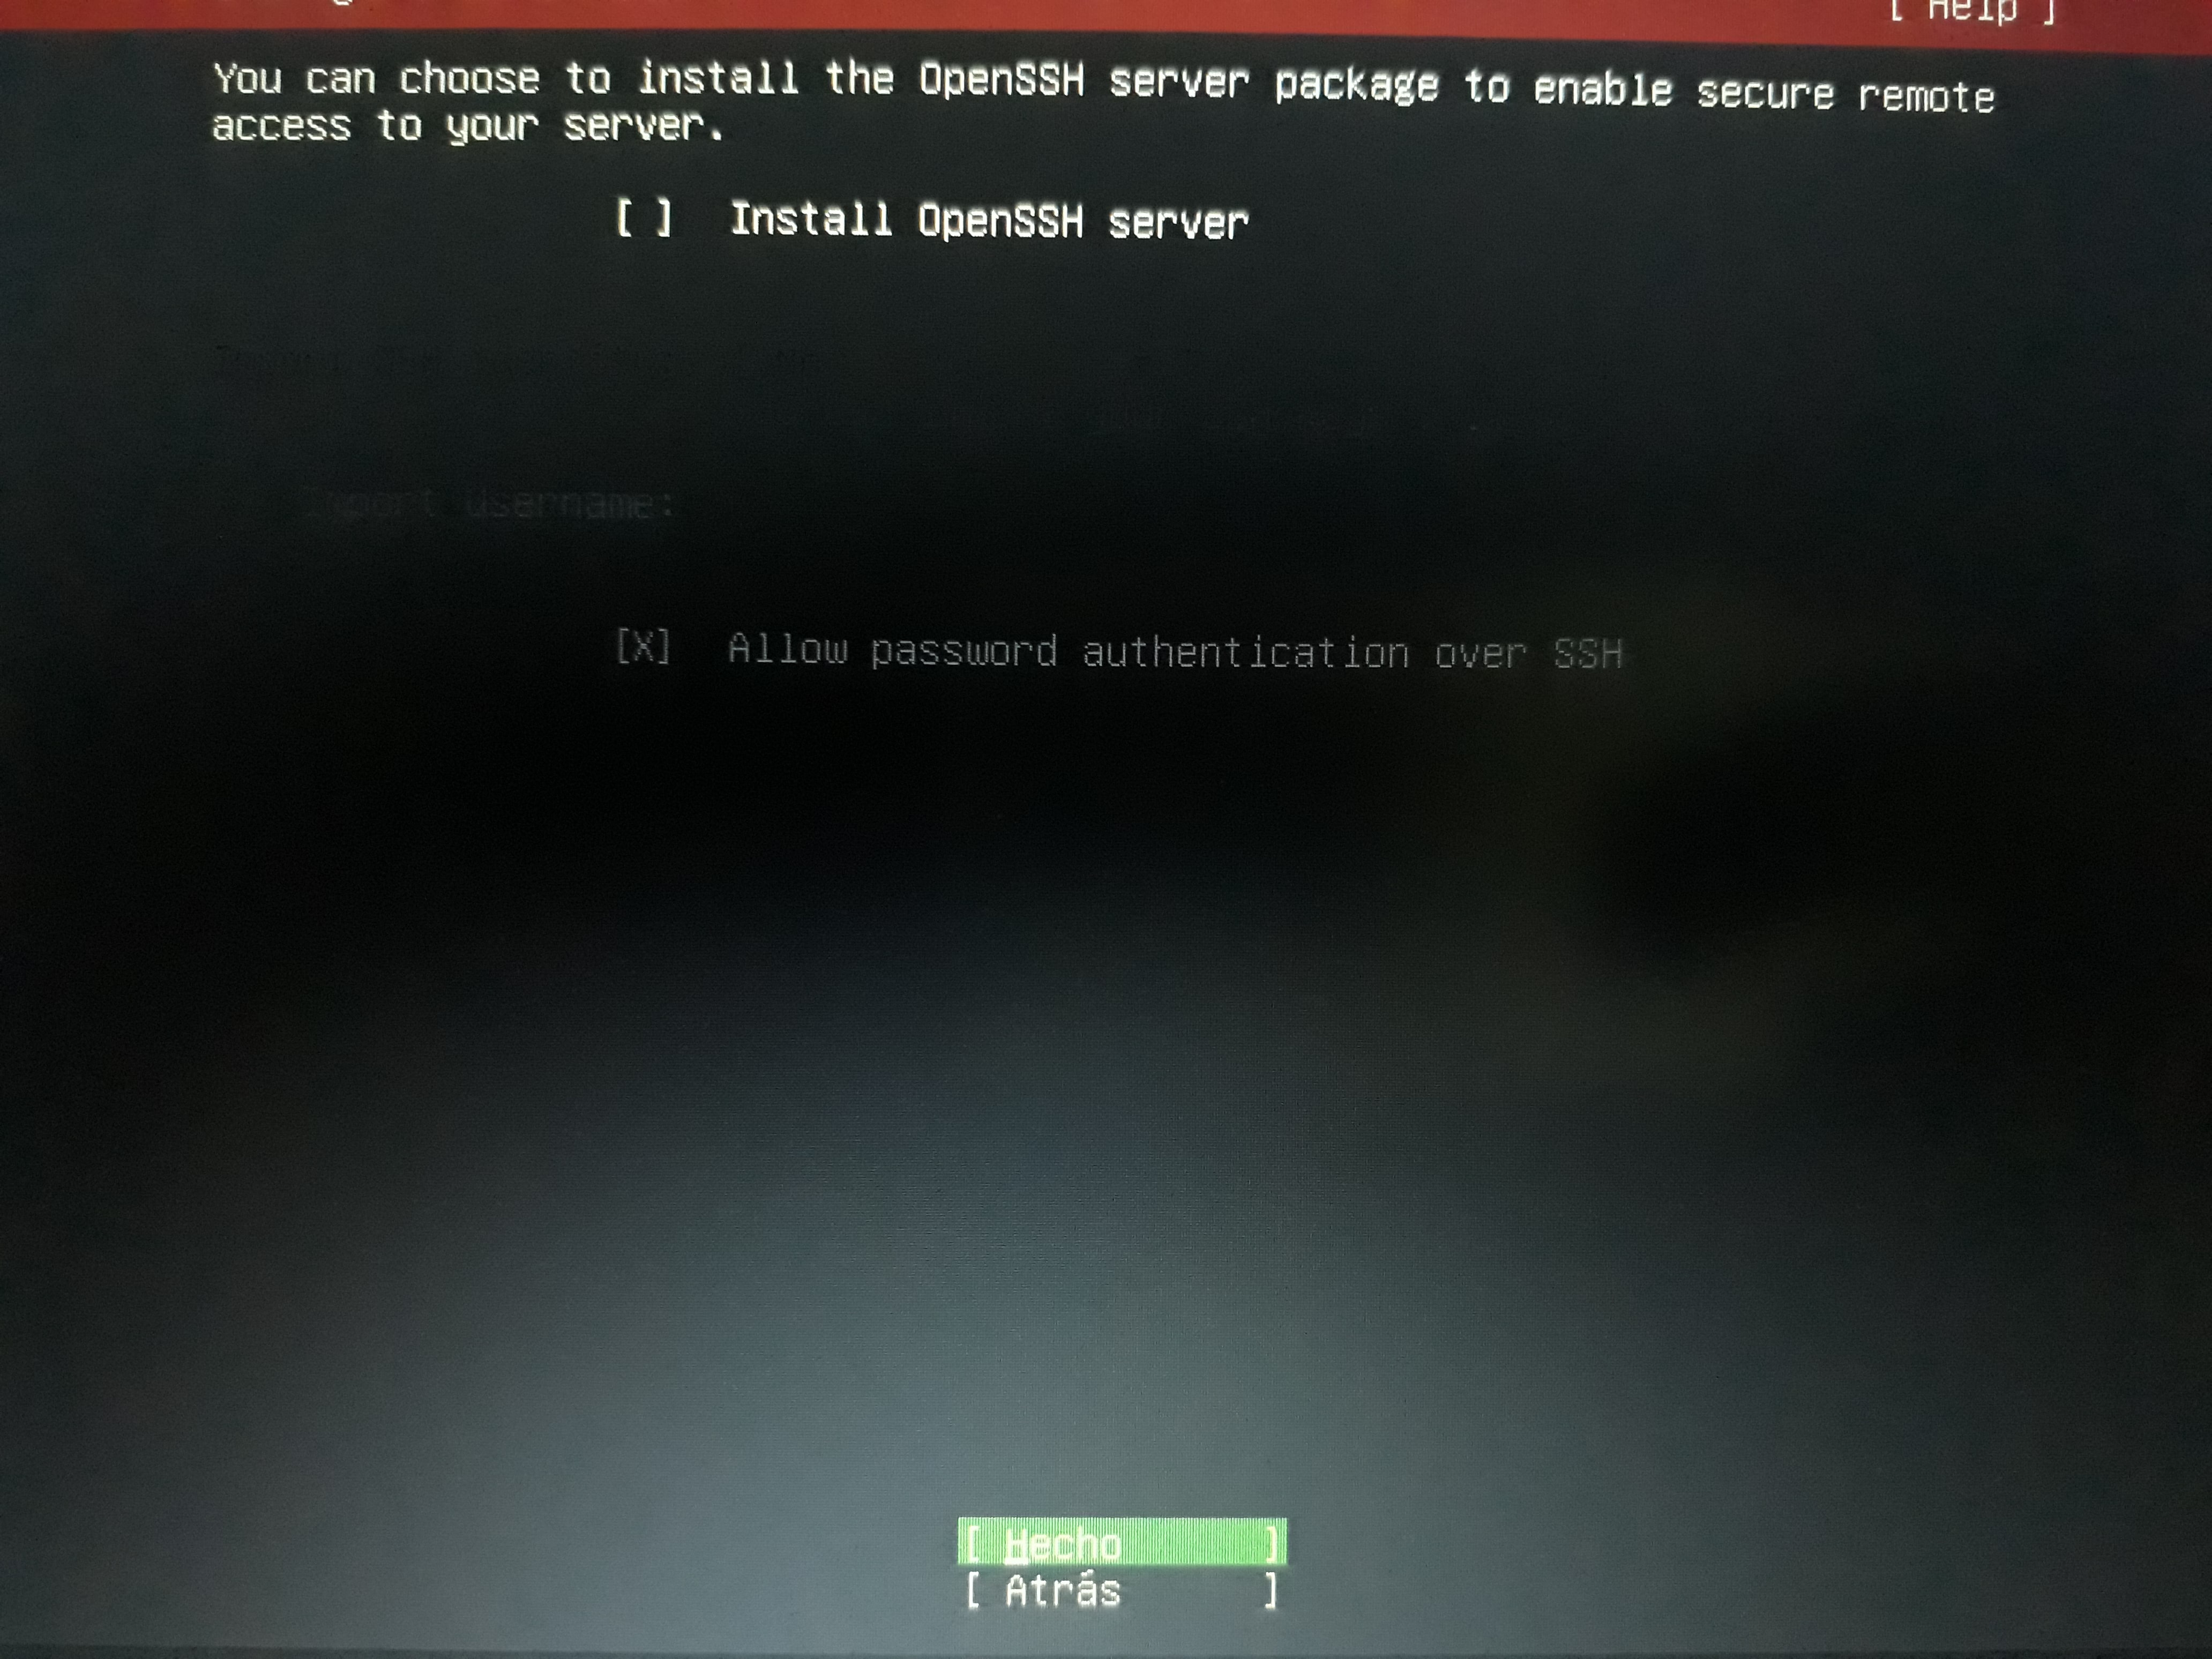 [ Help ]
You can choose to install the OpenSSH server package to enable secure remote
access to your server.
[ ] Install OpenSSH server
Import Username:
[X] Allow password authentication over SSH
[ Hecho ]
[ Atrás ]